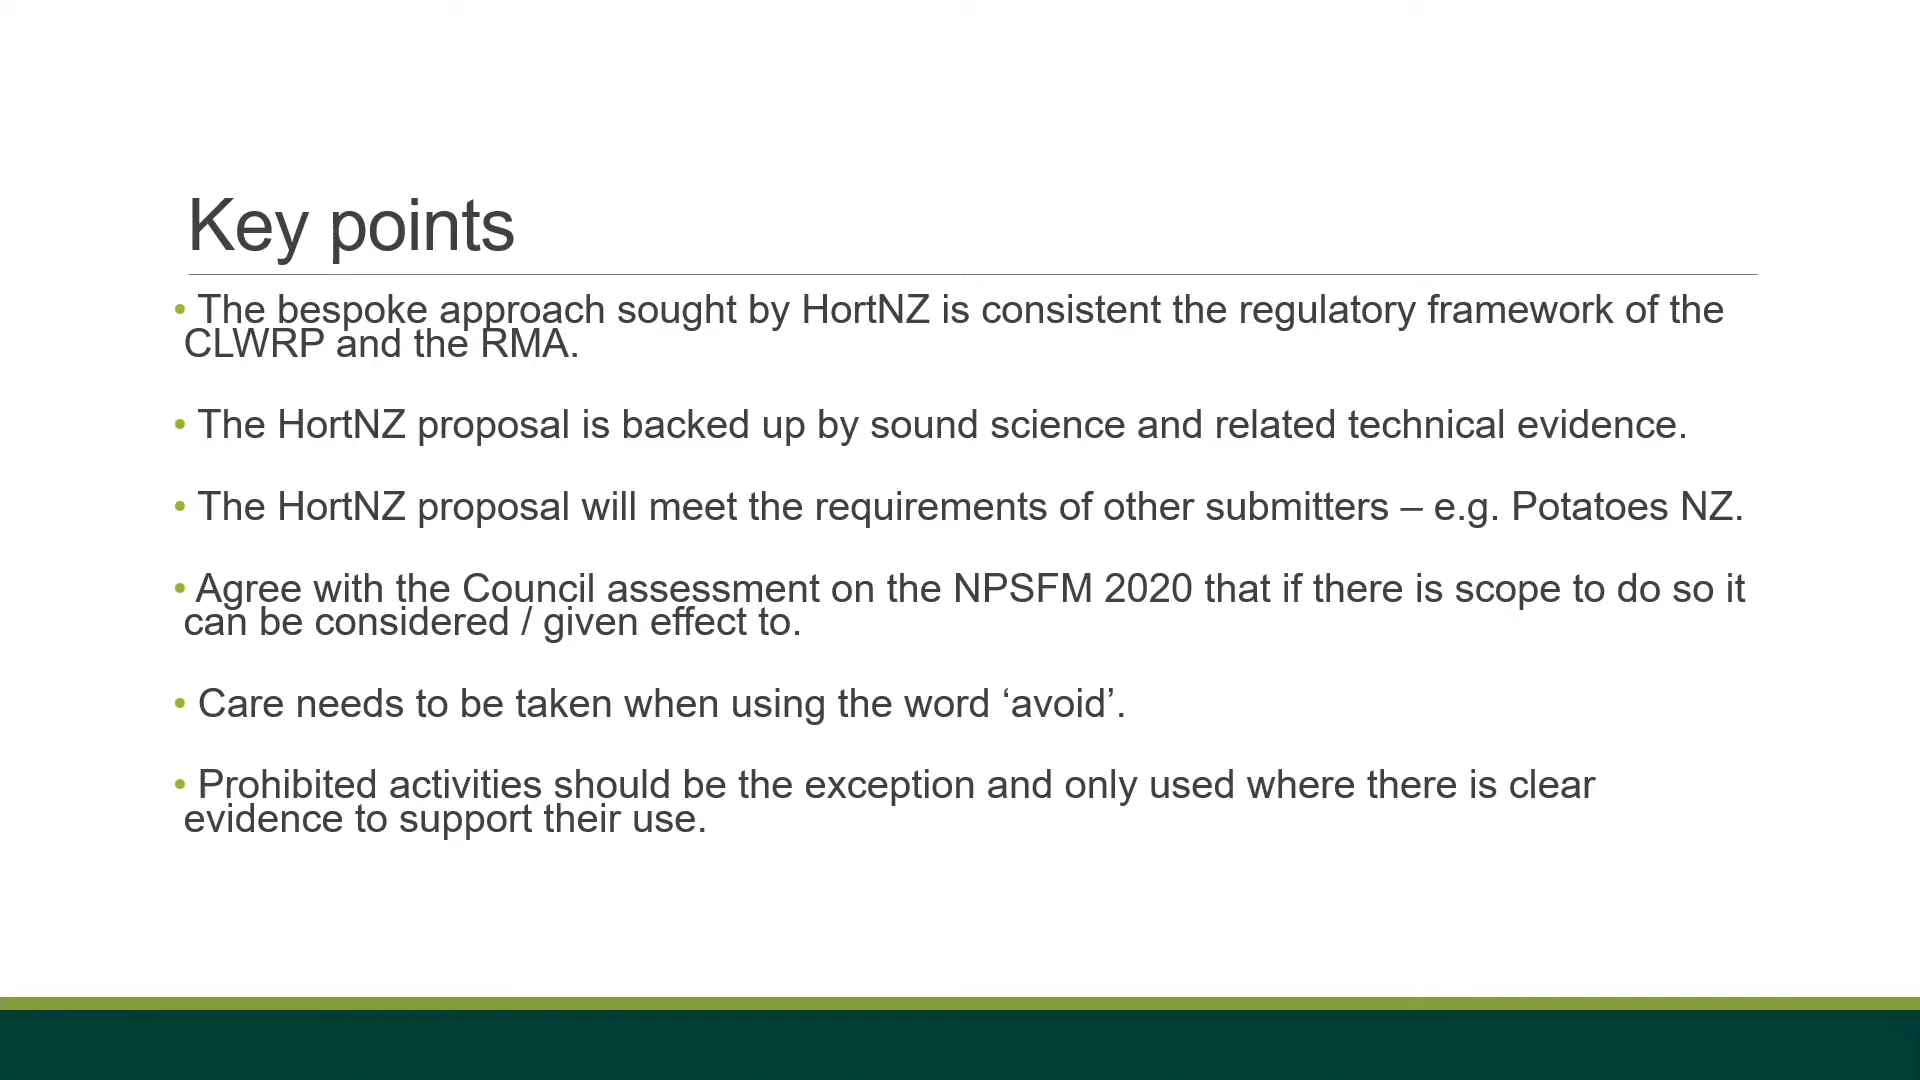 Key points
• The bespoke approach sought by HortNZ is consistent the regulatory framework of the
CLWRP and the RMA.
• The HortNZ proposal is backed up by sound science and related technical evidence.
• The HortNZ proposal will meet the requirements of other submitters – e.g. Potatoes NZ.
• Agree with the Council assessment on the NPSFM 2020 that if there is scope to do so it
can be considered / given effect to.
• Care needs to be taken when using the word ‘avoid’.
• Prohibited activities should be the exception and only used where there is clear
evidence to support their use.